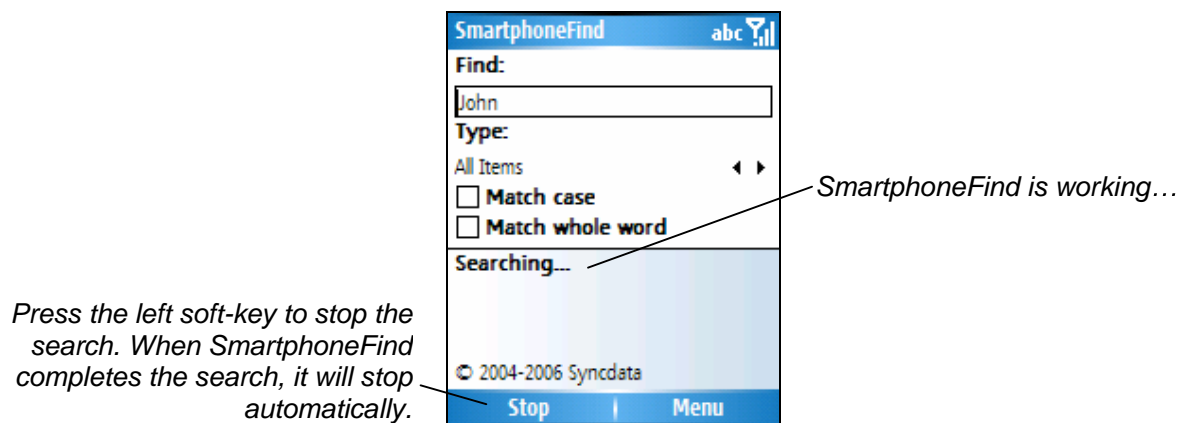 SmartphoneFind abc
Find:
John
Type:
All Items
Match case
Match whole word
SmartphoneFind is working…
Searching...
Press the left soft-key to stop the
search. When SmartphoneFind
completes the search, it will stop
automatically.
© 2004-2006 Syncdata
Stop Menu